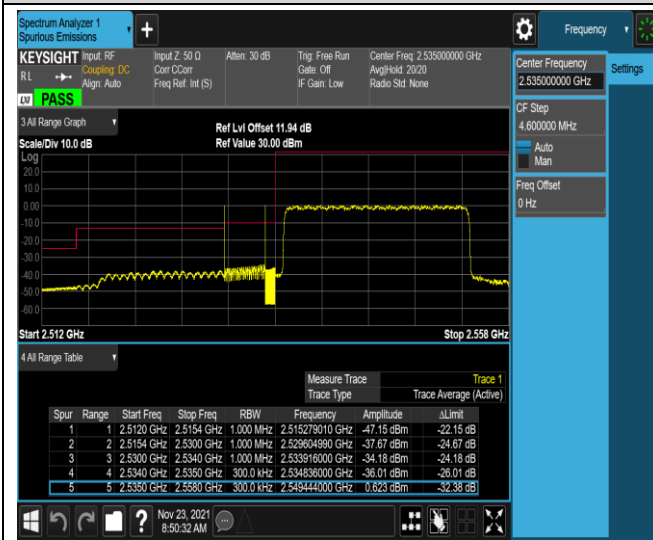 Spectrum Analyzer 1
Spurious Emissions
+
Frequency
KEYSIGHT
RL
Input: RF
Coupling: DC
Align: Auto
Input Z: 50 Ω
Corr CCorr
Freq Ref: Int (S)
Atten: 30 dB
Trig: Free Run
Gate: Off
IF Gain: Low
Center Freq: 2.535000000 GHz
Avg|Hold: 20/20
Radio Std: None
LXI PASS
Center Frequency
2.535000000 GHz
Settings
CF Step
4.600000 MHz
Auto
Man
Freq Offset
0 Hz
3 All Range Graph
Scale/Div 10.0 dB
Ref Lvl Offset 11.94 dB
Ref Value 30.00 dBm
Log
20.0
10.0
0.00
-10.0
-20.0
-30.0
-40.0
-50.0
-60.0
Start 2.512 GHz Stop 2.558 GHz
4 All Range Table
Measure Trace Trace 1
Trace Type Trace Average (Active)
Spur Range Start Freq Stop Freq RBW Frequency Amplitude ΔLimit
1 1 2.5120 GHz 2.5154 GHz 1.000 MHz 2.515279010 GHz -47.15 dBm -22.15 dB
2 2 2.5154 GHz 2.5300 GHz 1.000 MHz 2.529604990 GHz -37.67 dBm -24.67 dB
3 3 2.5300 GHz 2.5340 GHz 1.000 MHz 2.533916000 GHz -34.18 dBm -24.18 dB
4 4 2.5340 GHz 2.5350 GHz 300.0 kHz 2.534836000 GHz -36.01 dBm -26.01 dB
5 5 2.5350 GHz 2.5580 GHz 300.0 kHz 2.549444000 GHz 0.623 dBm -32.38 dB
?
Nov 23, 2021
8:50:32 AM